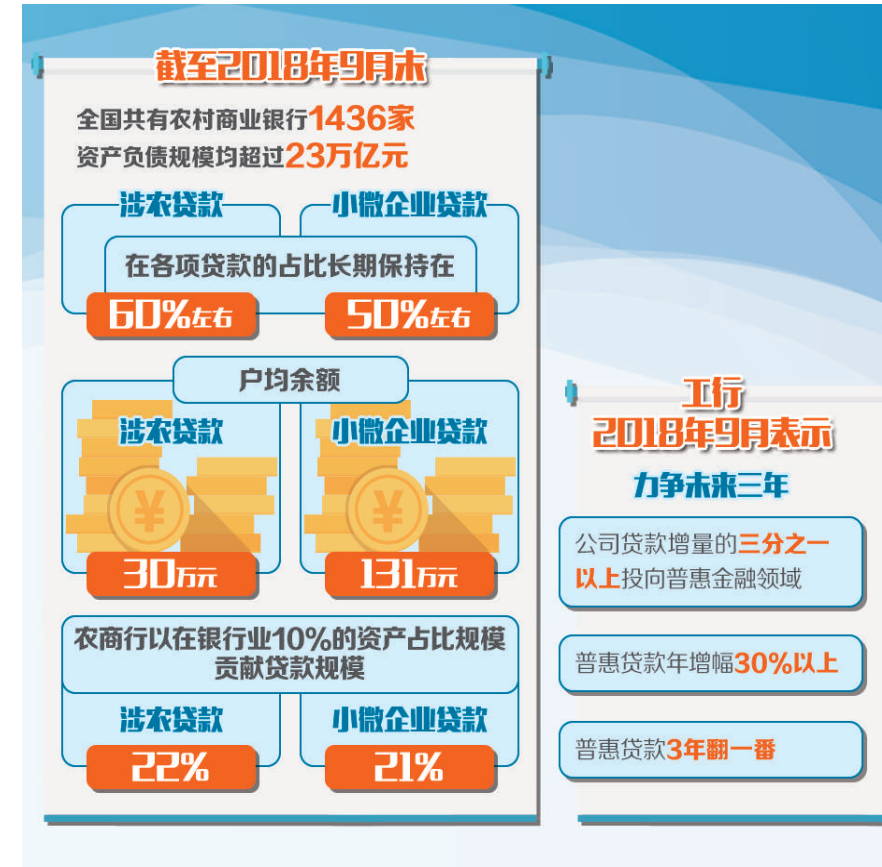 截至2018年9月末
全国共有农村商业银行1436家
资产负债规模均超过23万亿元
涉农贷款
小微企业贷款
在各项贷款的占比长期保持在
60%左右
50%左右
户均余额
涉农贷款
小微企业贷款
30万元
131万元
农商行以在银行业10%的资产占比规模
贡献贷款规模
涉农贷款
小微企业贷款
22%
21%
工行
2018年9月表示
力争未来三年
公司贷款增量的三分之一
以上投向普惠金融领域
普惠贷款年增幅30%以上
普惠贷款3年翻一番